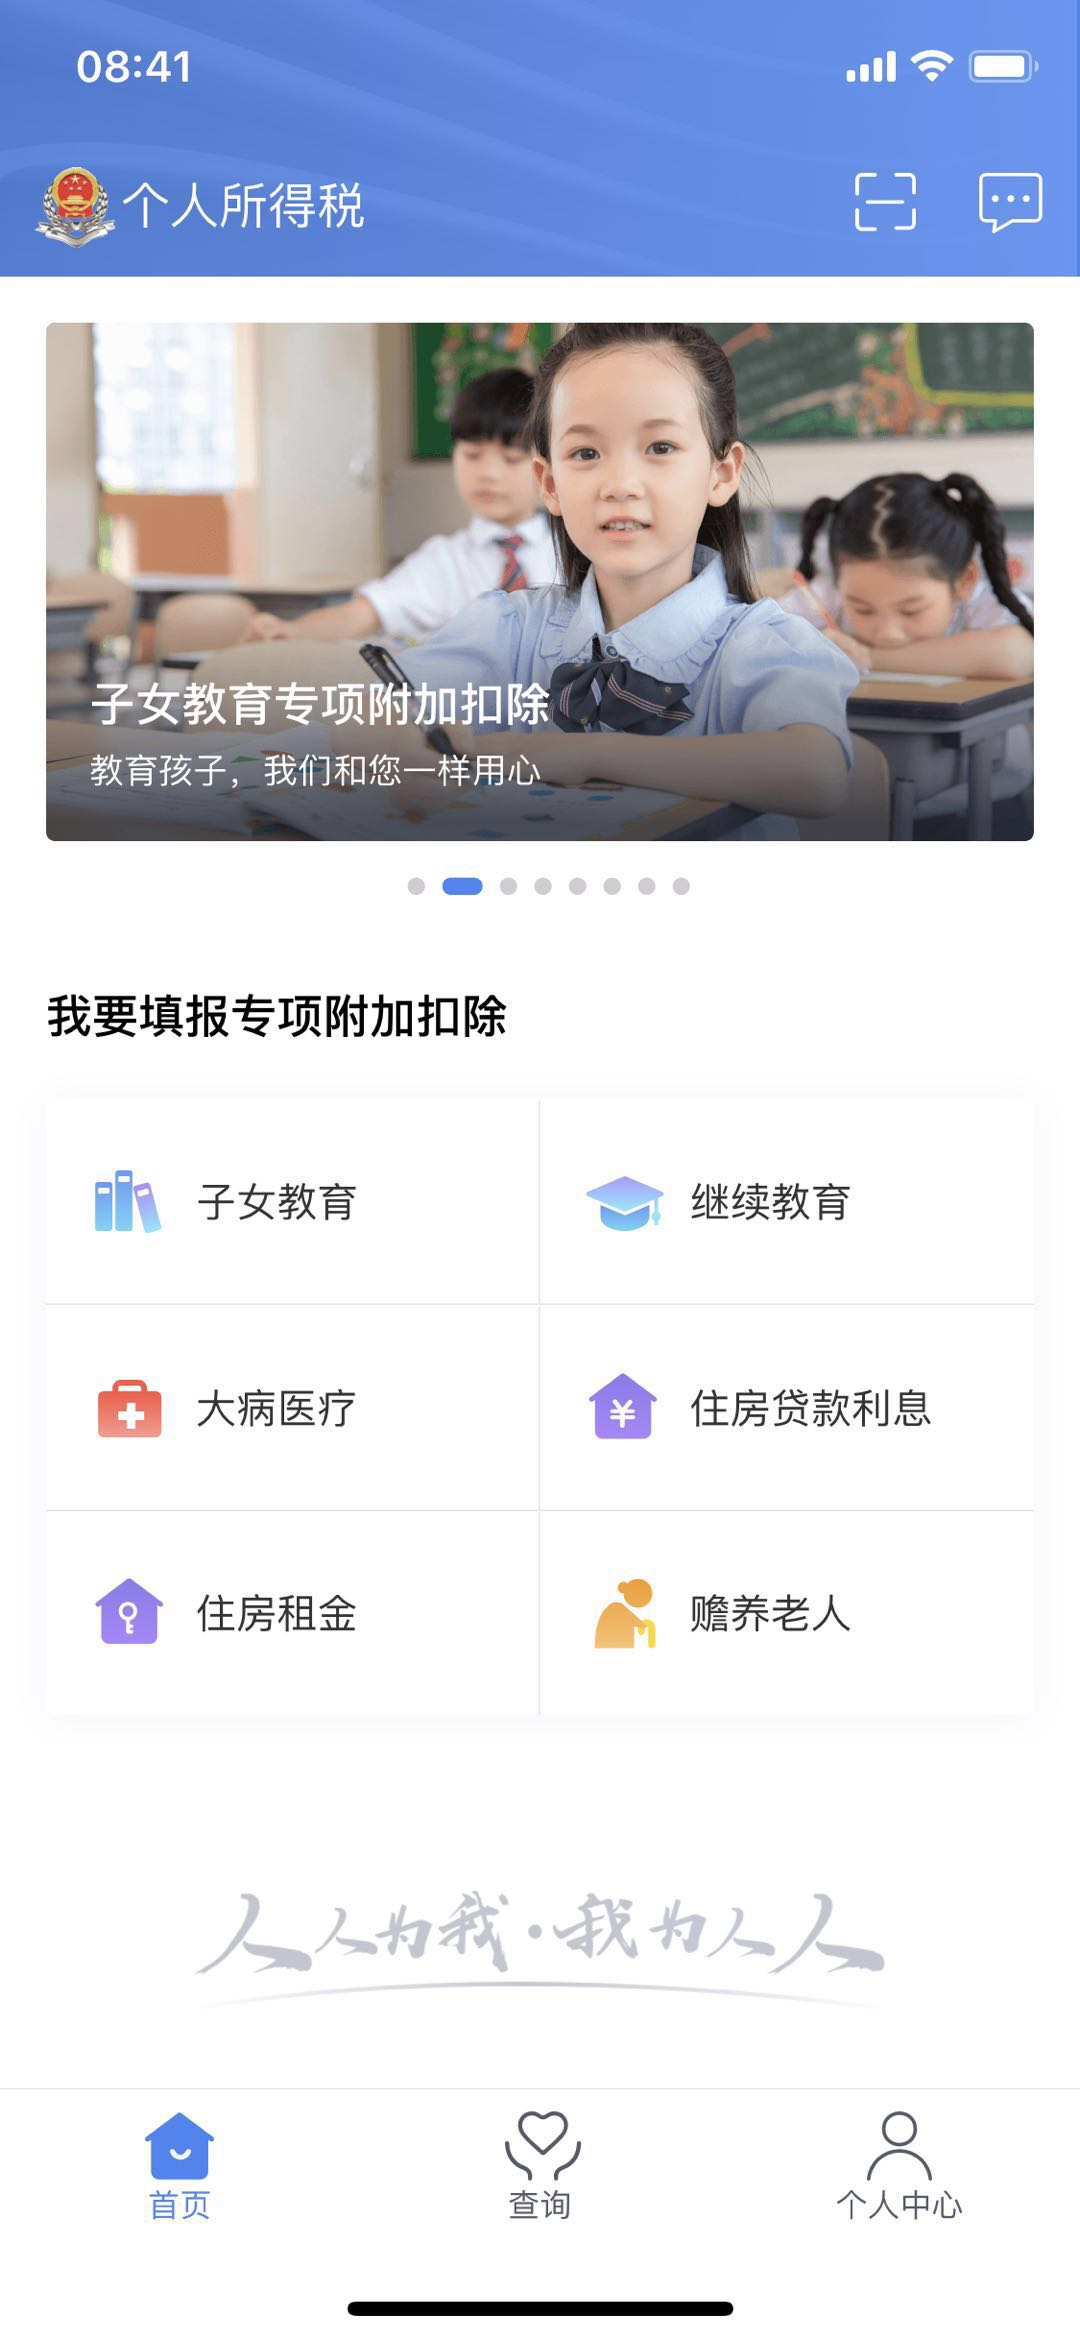 08:41
个人所得税
子女教育专项附加扣除
教育孩子，我们和您一样用心
我要填报专项附加扣除
子女教育
继续教育
大病医疗
住房贷款利息
住房租金
赡养老人
人人为我·我为人人
首页
查询
个人中心